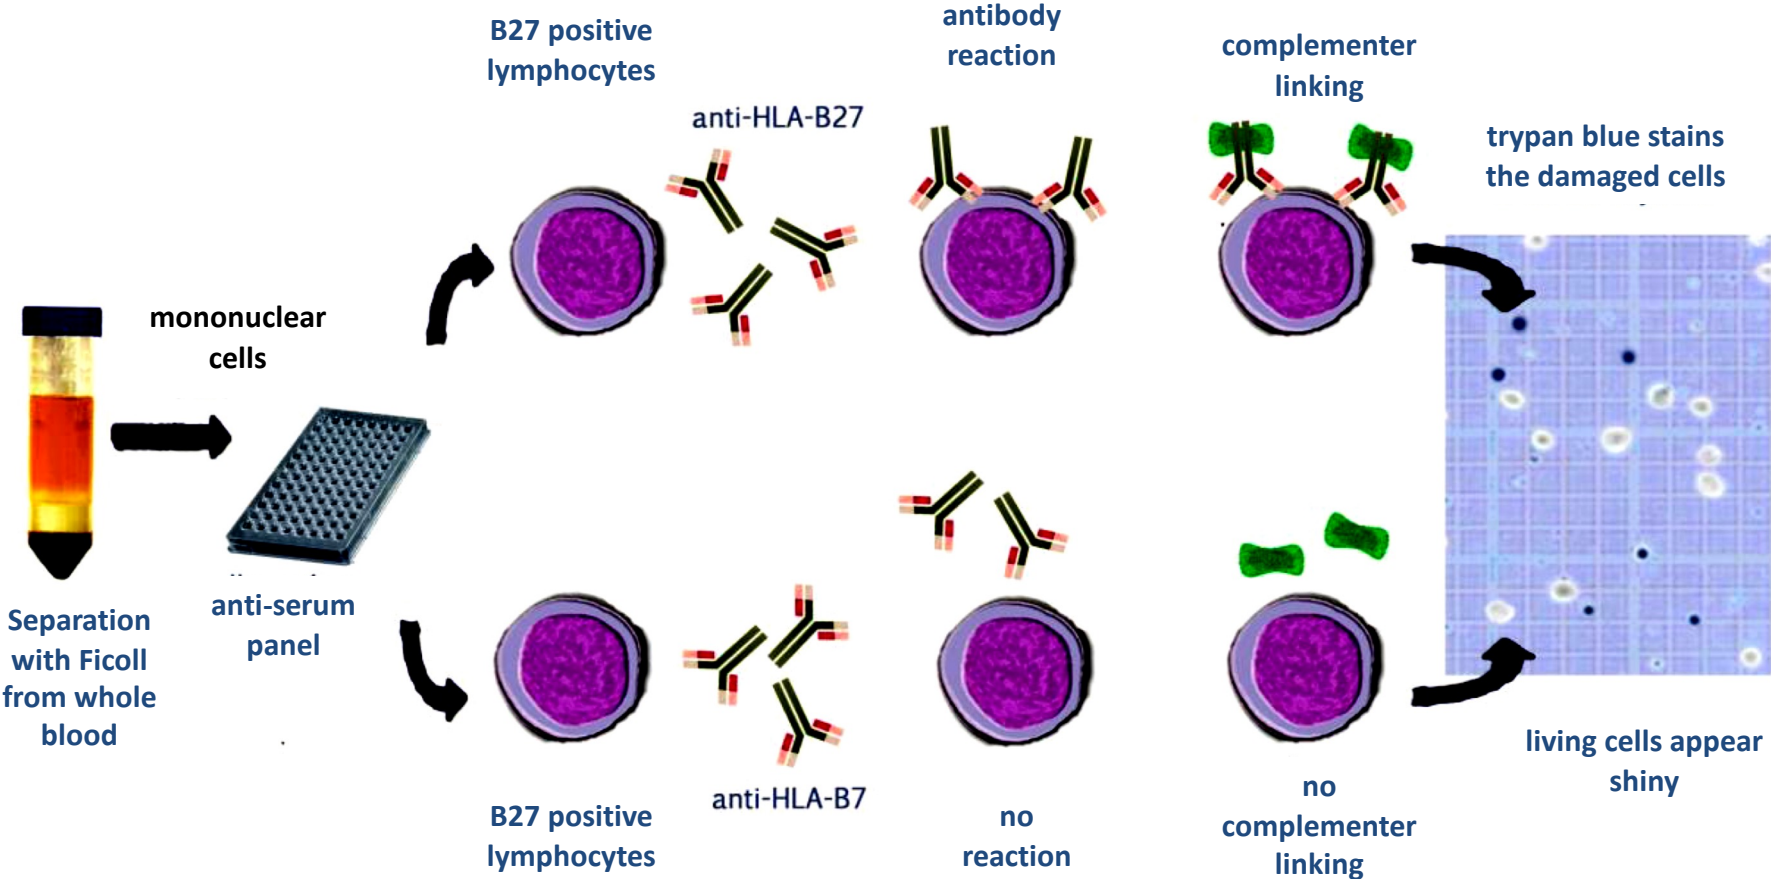 B27 positive
lymphocytes
antibody
reaction
complementer
linking
anti-HLA-B27
trypan blue stains
the damaged cells
mononuclear
cells
Separation
with Ficoll
from whole
blood
anti-serum
panel
B27 positive
lymphocytes
anti-HLA-B7
no
reaction
no
complementer
linking
living cells appear
shiny